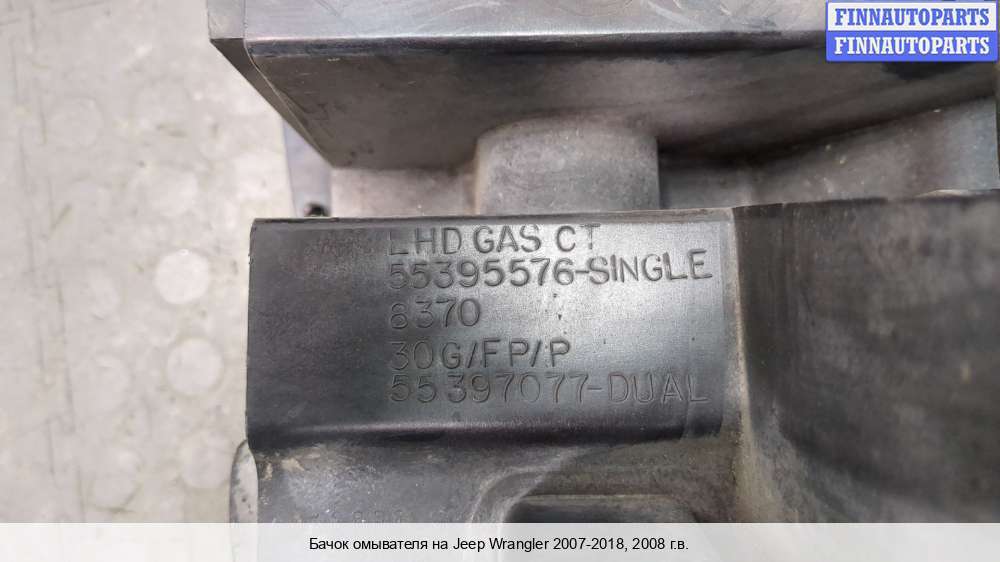 FINNAUTOPARTS
FINNAUTOPARTS
LHD GAS CT
55395576-SINGLE
8370
30G/FP/P
55397077-DUAL
Бачок омывателя на Jeep Wrangler 2007-2018, 2008 г.в.